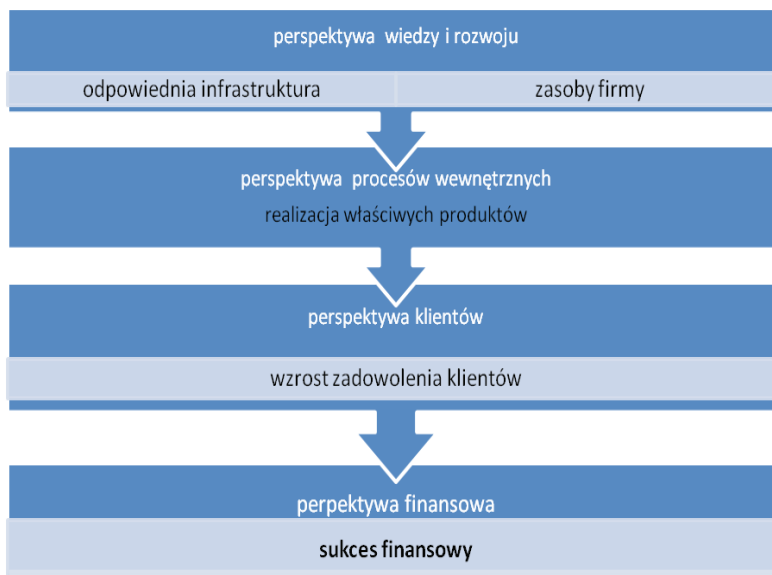 perspektywa wiedzy i rozwoju
odpowiednia infrastruktura zasoby firmy
perspektywa procesów wewnętrznych
realizacja właściwych produktów
perspektywa klientów
wzrost zadowolenia klientów
perpektywa finansowa
sukces finansowy